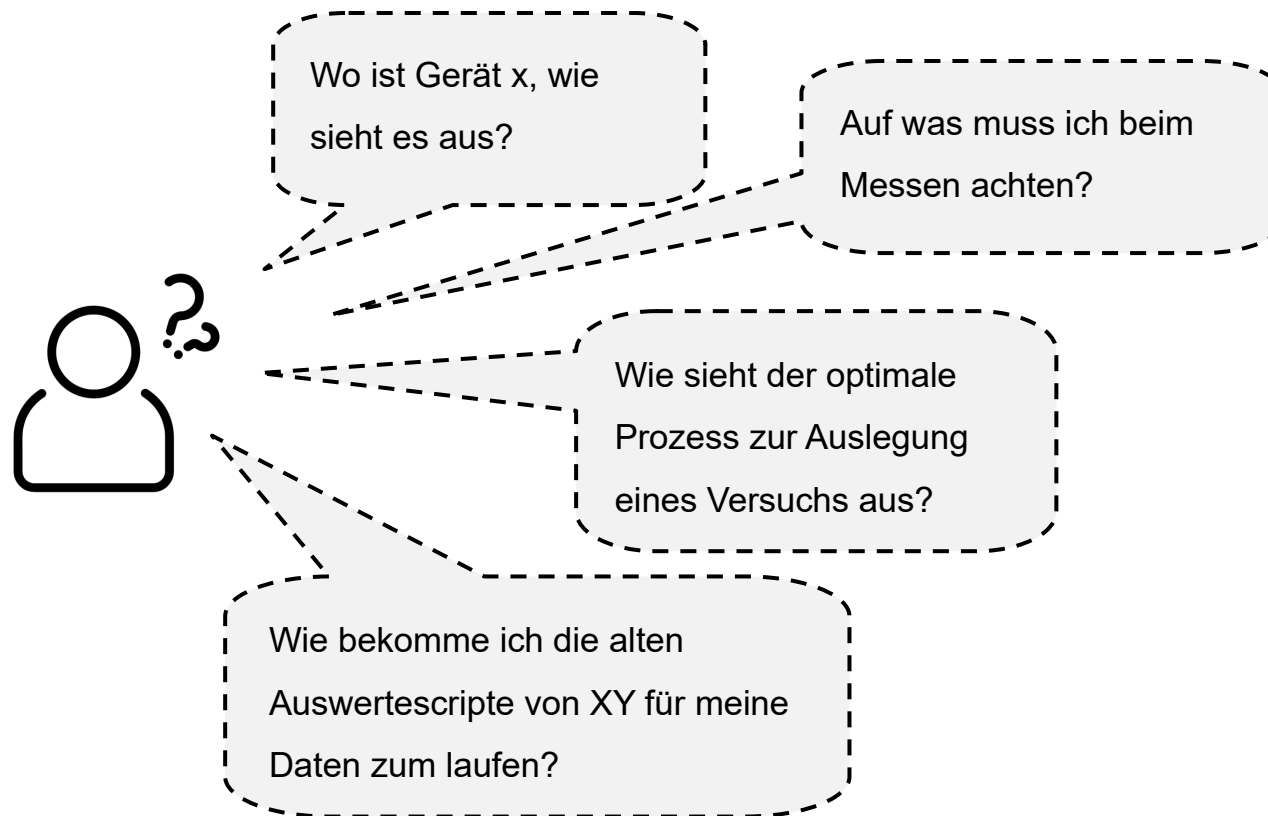 Wo ist Gerät x, wie
sieht es aus?
Auf was muss ich beim
Messen achten?
Wie sieht der optimale
Prozess zur Auslegung
eines Versuchs aus?
Wie bekomme ich die alten
Auswertescripte von XY für meine
Daten zum laufen?